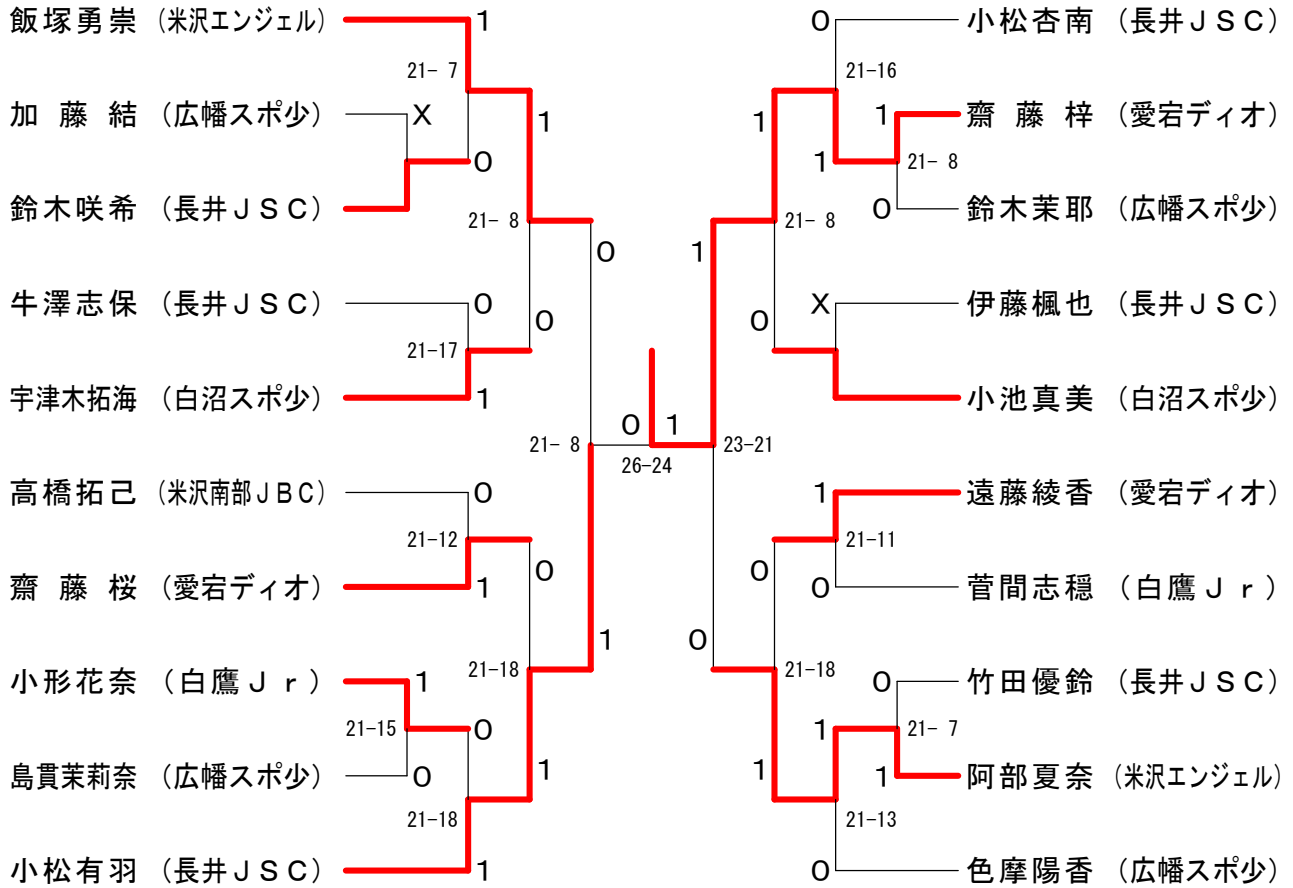 飯塚勇崇 (米沢エンジェル) 1
21- 7
加藤結 (広幡スポ少) X
0
1
鈴木咲希 (長井JSC)
21- 8
0
牛澤志保 (長井JSC) 0
0
21-17
宇津木拓海 (白沼スポ少) 1
21- 8
高橋拓己 (米沢南部JBC) 0
21-12
0
齋藤桜 (愛宕ディオ) 1
1
21-18
小形花奈 (白鷹Jr) 1
21-15
0
島貫茉莉奈 (広幡スポ少) 0
1
21-18
小松有羽 (長井JSC) 1
0 1
26-24
0 小松杏南 (長井JSC)
21-16
1
1 齋藤梓 (愛宕ディオ)
1
21- 8
0 鈴木茉耶 (広幡スポ少)
21- 8
1
X 伊藤楓也 (長井JSC)
0
小池真美 (白沼スポ少)
23-21
1 遠藤綾香 (愛宕ディオ)
21-11
0
0 菅間志穏 (白鷹Jr)
0
21-18
0 竹田優鈴 (長井JSC)
1
21- 7
1
1 阿部夏奈 (米沢エンジェル)
21-13
0 色摩陽香 (広幡スポ少)